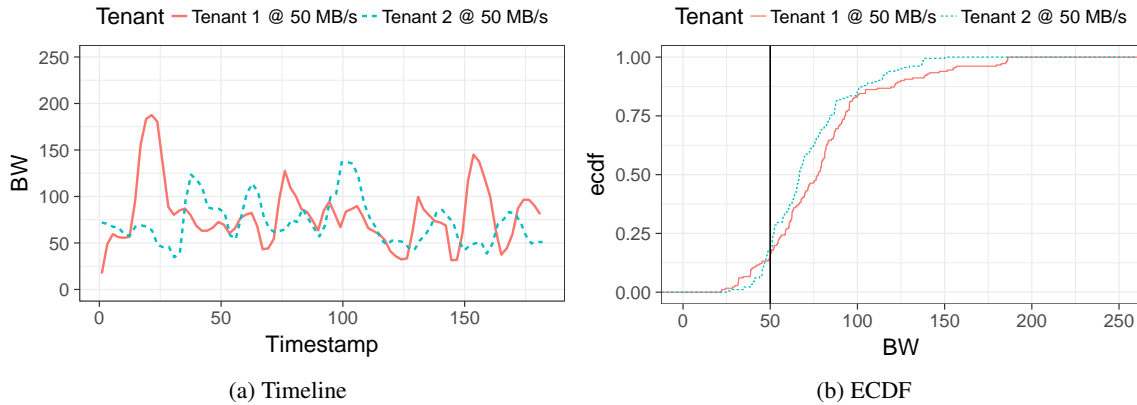 Tenant Tenant 1 @ 50 MB/s Tenant 2 @ 50 MB/s
250
200
150
100
50
0
BW
0 50 100 150
Timestamp
(a) Timeline
Tenant Tenant 1 @ 50 MB/s Tenant 2 @ 50 MB/s
1.00
0.75
0.50
0.25
0.00
ecdf
0 50 100 150 200 250
BW
(b) ECDF